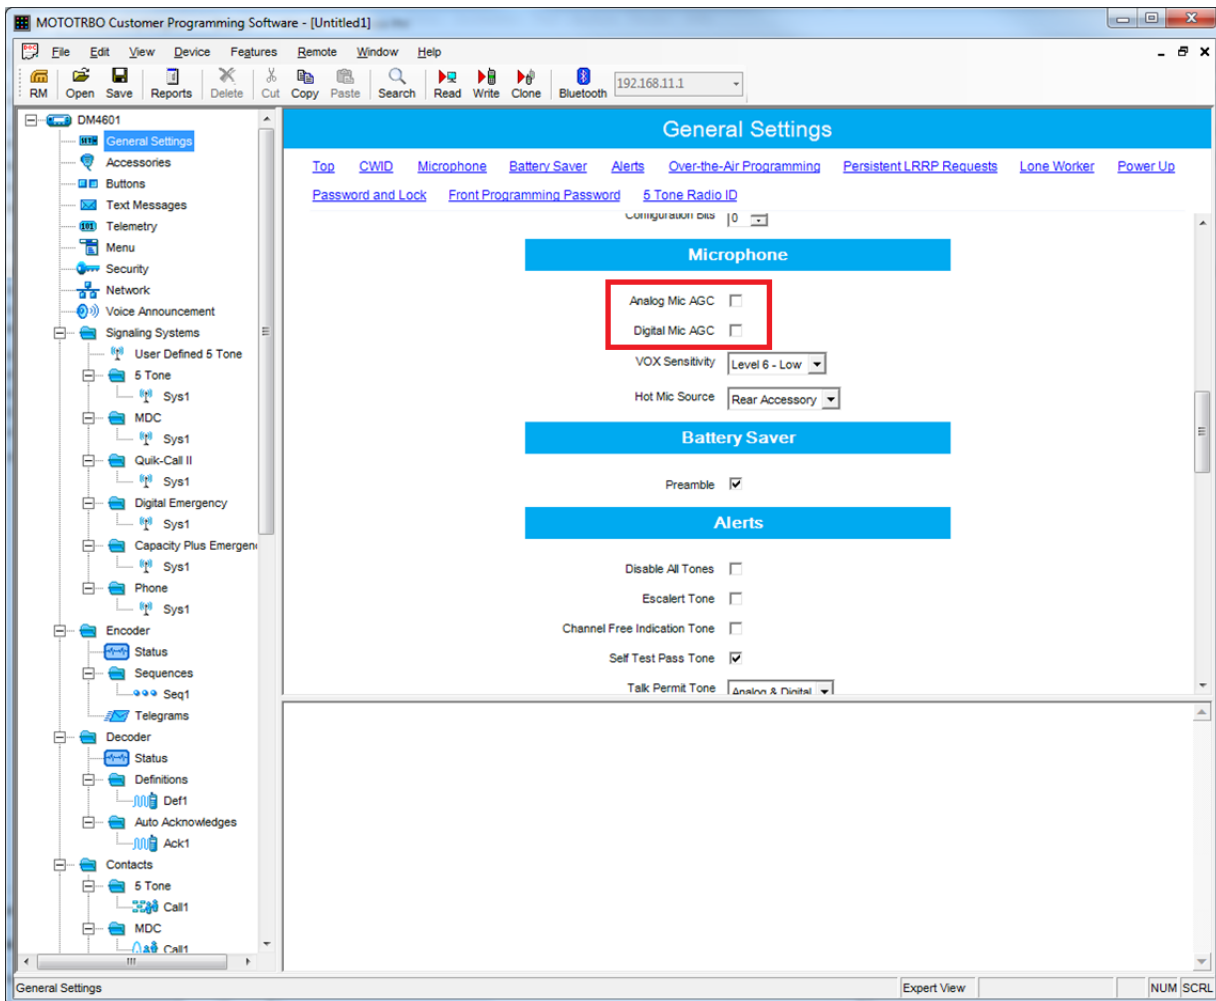 MOTOTRBO Customer Programming Software - [Untitled1]
File Edit View Device Features Remote Window Help
RM Open Save Reports Delete Cut Copy Paste Search Read Write Clone Bluetooth 192.168.11.1
DM4601
General Settings
Accessories
Buttons
Text Messages
Telemetry
Menu
Security
Network
Voice Announcement
Signaling Systems
User Defined 5 Tone
5 Tone
Sys1
MDC
Sys1
Quik-Call II
Sys1
Digital Emergency
Sys1
Capacity Plus Emergen
Sys1
Phone
Sys1
Encoder
Status
Sequences
Seq1
Telegrams
Decoder
Status
Definitions
Def1
Auto Acknowledges
Ack1
Contacts
5 Tone
Call1
MDC
Call1
General Settings
Top CWID Microphone Battery Saver Alerts Over-the-Air Programming Persistent LRRP Requests Lone Worker Power Up
Password and Lock Front Programming Password 5 Tone Radio ID
Configuration Bits 0
Microphone
Analog Mic AGC
Digital Mic AGC
VOX Sensitivity Level 6 - Low
Hot Mic Source Rear Accessory
Battery Saver
Preamble
Alerts
Disable All Tones
Escalert Tone
Channel Free Indication Tone
Self Test Pass Tone
Talk Permit Tone Analog & Digital
General Settings Expert View NUM SCRL